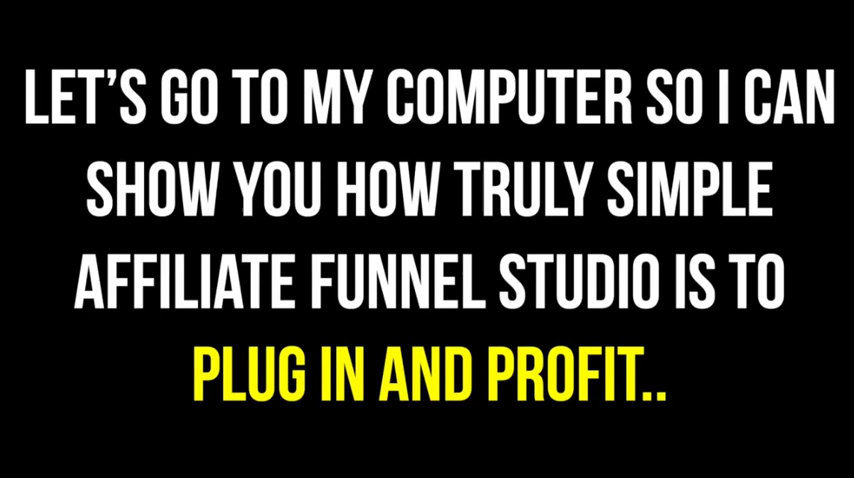 LET’S GO TO MY COMPUTER SO I CAN
SHOW YOU HOW TRULY SIMPLE
AFFILIATE FUNNEL STUDIO IS TO
PLUG IN AND PROFIT..